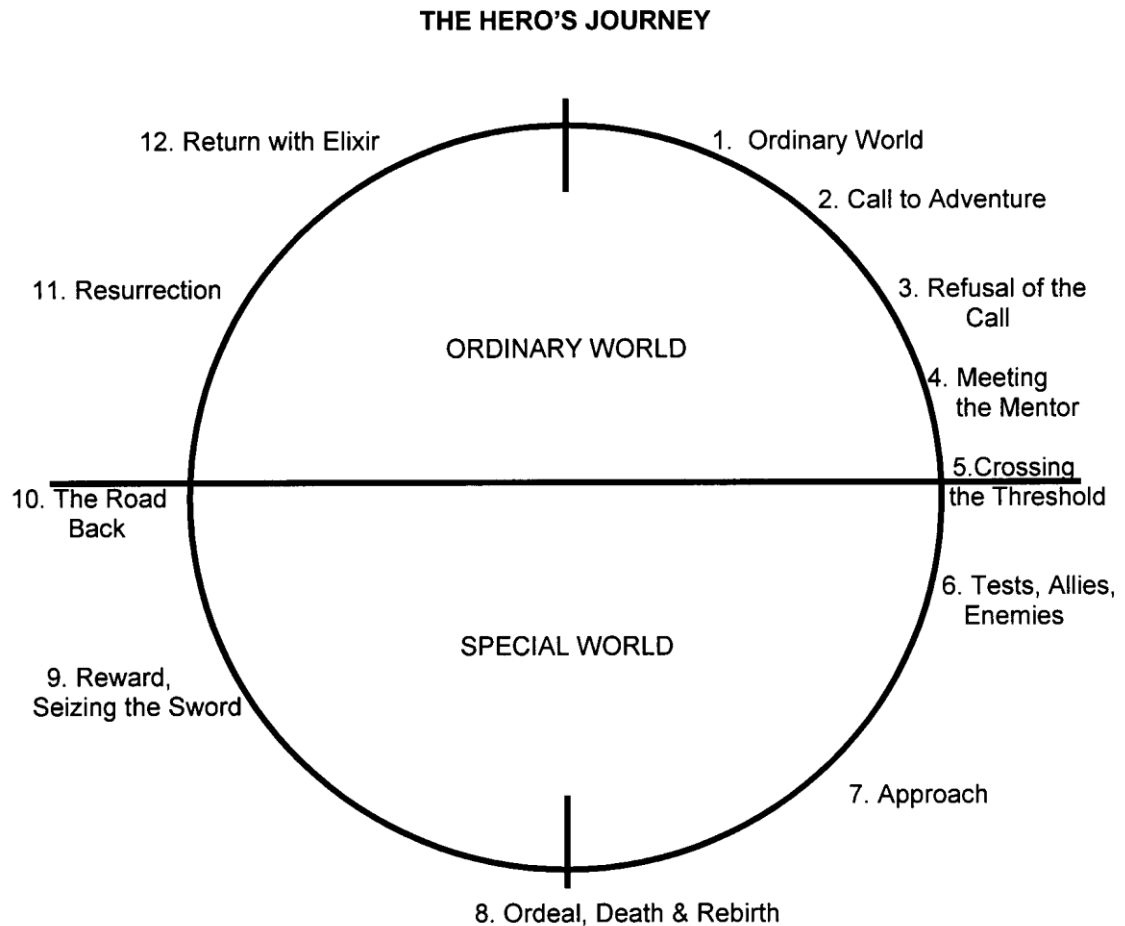 THE HERO'S JOURNEY
12. Return with Elixir
1. Ordinary World
2. Call to Adventure
11. Resurrection
3. Refusal of the
Call
ORDINARY WORLD
4. Meeting
the Mentor
5.Crossing
the Threshold
10. The Road
Back
6. Tests, Allies,
Enemies
SPECIAL WORLD
9. Reward,
Seizing the Sword
7. Approach
8. Ordeal, Death & Rebirth